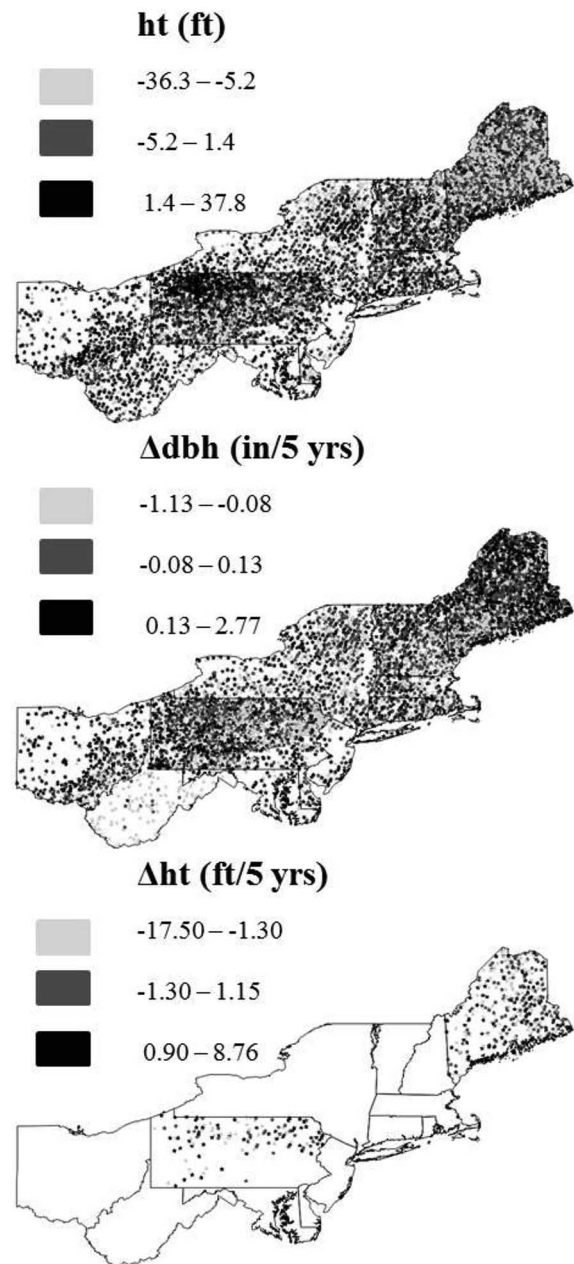 ht (ft)
-36.3 – -5.2
-5.2 – 1.4
1.4 – 37.8
Δdbh (in/5 yrs)
-1.13 – -0.08
-0.08 – 0.13
0.13 – 2.77
Δht (ft/5 yrs)
-17.50 – -1.30
-1.30 – 1.15
0.90 – 8.76